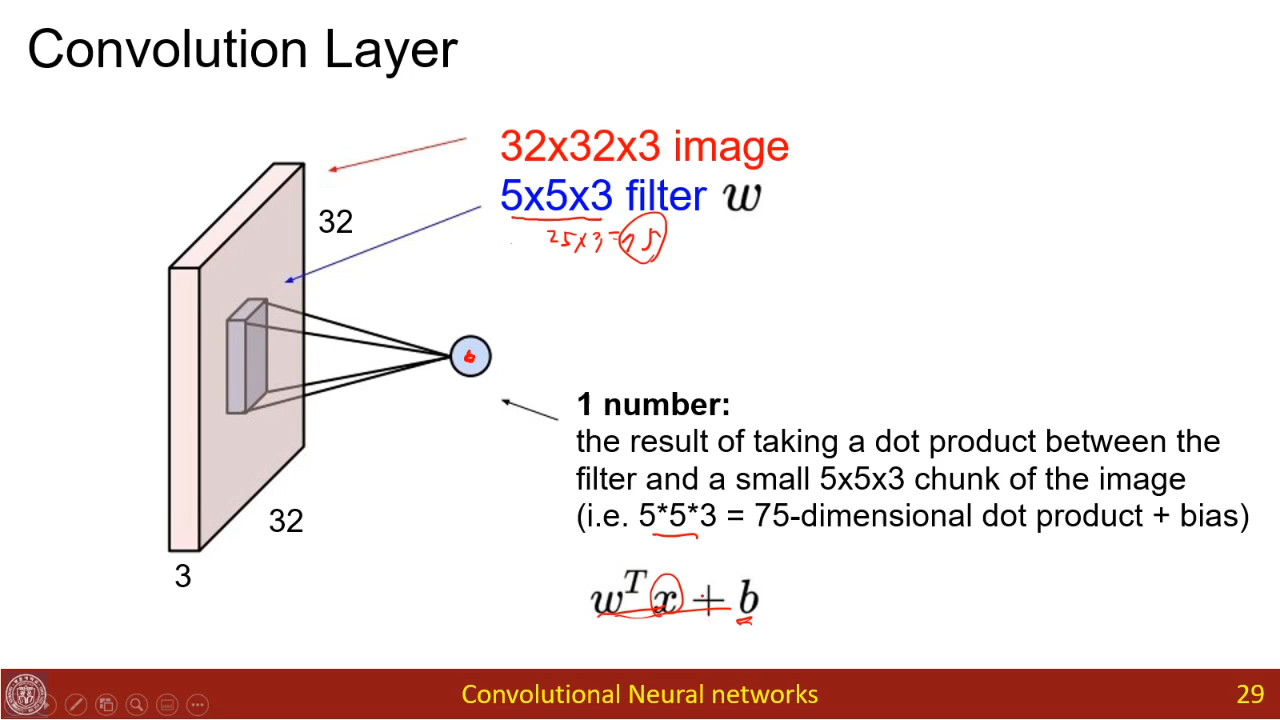 Convolution Layer
32x32x3 image
5x5x3 filter w
25x3=75
32
b
1 number:
the result of taking a dot product between the
filter and a small 5x5x3 chunk of the image
(i.e. 5*5*3 = 75-dimensional dot product + bias)
32
3
wᵀx + b
Convolutional Neural networks
29